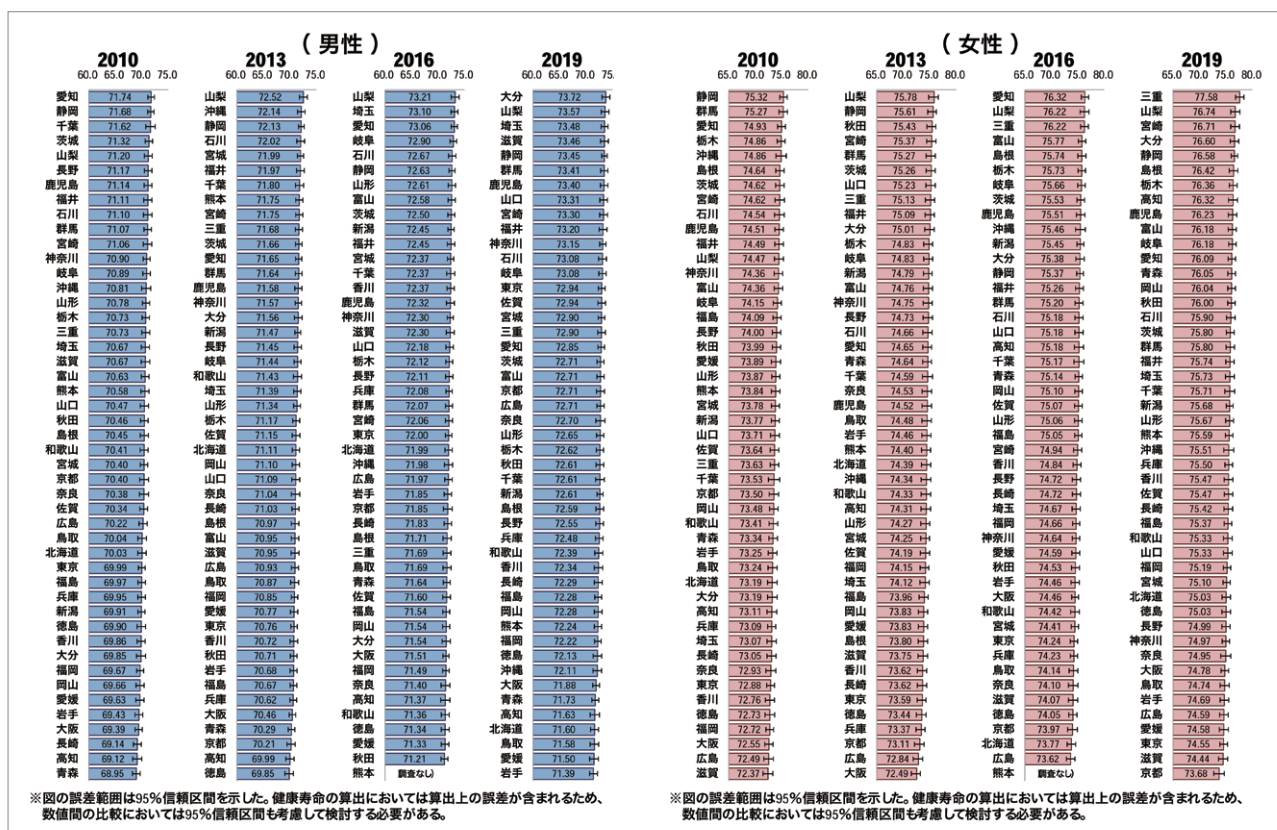 （ 男性 ）
2010
60.0 65.0 70.0 75.0
愛知 71.74
静岡 71.68
千葉 71.62
茨城 71.32
山梨 71.20
長野 71.17
鹿児島 71.14
福井 71.11
石川 71.10
群馬 71.07
宮崎 71.06
神奈川 70.90
岐阜 70.89
沖縄 70.81
山形 70.78
栃木 70.73
三重 70.73
埼玉 70.67
滋賀 70.67
富山 70.63
熊本 70.58
山口 70.47
秋田 70.46
島根 70.45
和歌山 70.41
宮城 70.40
京都 70.40
奈良 70.38
佐賀 70.34
広島 70.22
鳥取 70.04
北海道 70.03
東京 69.99
福島 69.97
兵庫 69.95
新潟 69.91
徳島 69.90
香川 69.86
大分 69.85
福岡 69.67
岡山 69.66
愛媛 69.63
岩手 69.43
大阪 69.39
長崎 69.14
高知 69.12
青森 68.95
2013
60.0 65.0 70.0 75.0
山梨 72.52
沖縄 72.14
静岡 72.13
石川 72.02
宮城 71.99
福井 71.97
千葉 71.80
熊本 71.75
宮崎 71.75
三重 71.68
茨城 71.66
愛知 71.65
群馬 71.64
鹿児島 71.58
神奈川 71.57
大分 71.56
新潟 71.47
長野 71.45
岐阜 71.44
和歌山 71.43
埼玉 71.39
山形 71.34
栃木 71.17
佐賀 71.15
北海道 71.11
岡山 71.10
山口 71.09
奈良 71.04
長崎 71.03
島根 70.97
富山 70.95
滋賀 70.95
広島 70.93
鳥取 70.87
福岡 70.85
愛媛 70.77
東京 70.76
香川 70.72
秋田 70.71
岩手 70.68
福島 70.67
兵庫 70.62
大阪 70.46
青森 70.29
京都 70.21
高知 69.99
徳島 69.85
2016
60.0 65.0 70.0 75.0
山梨 73.21
埼玉 73.10
愛知 73.06
岐阜 72.90
石川 72.67
静岡 72.63
山形 72.61
富山 72.58
茨城 72.50
新潟 72.45
福井 72.45
宮城 72.37
千葉 72.37
香川 72.37
鹿児島 72.32
神奈川 72.30
滋賀 72.30
山口 72.18
栃木 72.12
長野 72.11
兵庫 72.08
群馬 72.07
宮崎 72.06
東京 72.00
北海道 71.99
沖縄 71.98
広島 71.97
岩手 71.85
京都 71.85
長崎 71.83
島根 71.71
三重 71.69
鳥取 71.69
青森 71.64
佐賀 71.60
福島 71.54
岡山 71.54
大分 71.54
大阪 71.51
福岡 71.49
奈良 71.40
高知 71.37
和歌山 71.36
徳島 71.34
愛媛 71.33
秋田 71.21
熊本 調査なし
2019
60.0 65.0 70.0 75.
大分 73.72
山梨 73.57
埼玉 73.48
滋賀 73.46
静岡 73.45
群馬 73.41
鹿児島 73.40
山口 73.31
宮崎 73.30
福井 73.20
神奈川 73.15
石川 73.08
岐阜 73.08
東京 72.94
佐賀 72.94
宮城 72.90
三重 72.90
愛知 72.85
茨城 72.71
富山 72.71
京都 72.71
広島 72.71
奈良 72.70
山形 72.65
栃木 72.62
秋田 72.61
千葉 72.61
新潟 72.61
島根 72.59
長野 72.55
兵庫 72.48
和歌山 72.39
香川 72.34
長崎 72.29
福島 72.28
岡山 72.28
熊本 72.24
福岡 72.22
徳島 72.13
沖縄 72.11
大阪 71.88
青森 71.73
高知 71.63
北海道 71.60
鳥取 71.58
愛媛 71.50
岩手 71.39
※図の誤差範囲は95%信頼区間を示した。健康寿命の算出においては算出上の誤差が含まれるため、
数値間の比較においては95%信頼区間も考慮して検討する必要がある。
（ 女性 ）
2010
65.0 70.0 75.0 80.0
静岡 75.32
群馬 75.27
愛知 74.93
栃木 74.86
沖縄 74.86
島根 74.64
茨城 74.62
宮崎 74.62
石川 74.54
鹿児島 74.51
福井 74.49
山梨 74.47
神奈川 74.36
富山 74.36
岐阜 74.15
福島 74.09
長野 74.00
秋田 73.99
愛媛 73.89
山形 73.87
熊本 73.84
宮城 73.78
新潟 73.77
山口 73.71
佐賀 73.64
三重 73.63
千葉 73.53
京都 73.50
岡山 73.48
和歌山 73.41
青森 73.34
岩手 73.25
鳥取 73.24
北海道 73.19
大分 73.19
高知 73.11
兵庫 73.09
埼玉 73.07
長崎 73.05
奈良 72.93
東京 72.88
香川 72.76
徳島 72.73
福岡 72.72
大阪 72.55
広島 72.49
滋賀 72.37
2013
65.0 70.0 75.0 80.0
山梨 75.78
静岡 75.61
秋田 75.43
宮崎 75.37
群馬 75.27
茨城 75.26
山口 75.23
三重 75.13
福井 75.09
大分 75.01
栃木 74.83
岐阜 74.83
新潟 74.79
富山 74.76
神奈川 74.75
長野 74.73
石川 74.66
愛知 74.65
青森 74.64
千葉 74.59
奈良 74.53
鹿児島 74.52
鳥取 74.48
岩手 74.46
熊本 74.40
北海道 74.39
沖縄 74.34
和歌山 74.33
高知 74.31
山形 74.27
宮城 74.25
佐賀 74.19
福岡 74.15
埼玉 74.12
福島 73.96
岡山 73.83
愛媛 73.83
島根 73.80
滋賀 73.75
香川 73.62
長崎 73.62
東京 73.59
徳島 73.44
兵庫 73.37
京都 73.11
広島 72.84
大阪 72.49
2016
65.0 70.0 75.0 80.0
愛知 76.32
山梨 76.22
三重 76.22
富山 75.77
島根 75.74
栃木 75.73
岐阜 75.66
茨城 75.53
鹿児島 75.51
沖縄 75.46
新潟 75.45
大分 75.38
静岡 75.37
福井 75.26
群馬 75.20
石川 75.18
山口 75.18
高知 75.18
千葉 75.17
青森 75.14
岡山 75.10
佐賀 75.07
山形 75.06
福島 75.05
宮崎 74.94
香川 74.84
長野 74.72
長崎 74.72
埼玉 74.67
福岡 74.66
神奈川 74.64
愛媛 74.59
秋田 74.53
岩手 74.46
大阪 74.46
和歌山 74.42
宮城 74.41
東京 74.24
兵庫 74.23
鳥取 74.14
奈良 74.10
滋賀 74.07
徳島 74.05
京都 73.97
北海道 73.77
広島 73.62
熊本 調査なし
2019
65.0 70.0 75.0 80.0
三重 77.58
山梨 76.74
宮崎 76.71
大分 76.60
静岡 76.58
島根 76.42
栃木 76.36
高知 76.32
鹿児島 76.23
富山 76.18
岐阜 76.18
愛知 76.09
青森 76.05
岡山 76.04
秋田 76.00
石川 75.90
茨城 75.80
群馬 75.80
福井 75.74
埼玉 75.73
千葉 75.71
新潟 75.68
山形 75.67
熊本 75.59
沖縄 75.51
兵庫 75.50
香川 75.47
佐賀 75.47
長崎 75.42
福島 75.37
和歌山 75.33
山口 75.33
福岡 75.19
宮城 75.10
北海道 75.03
徳島 75.03
長野 74.99
神奈川 74.97
奈良 74.95
大阪 74.78
鳥取 74.74
岩手 74.69
広島 74.59
愛媛 74.58
東京 74.55
滋賀 74.44
京都 73.68
※図の誤差範囲は95%信頼区間を示した。健康寿命の算出においては算出上の誤差が含まれるため、
数値間の比較においては95%信頼区間も考慮して検討する必要がある。